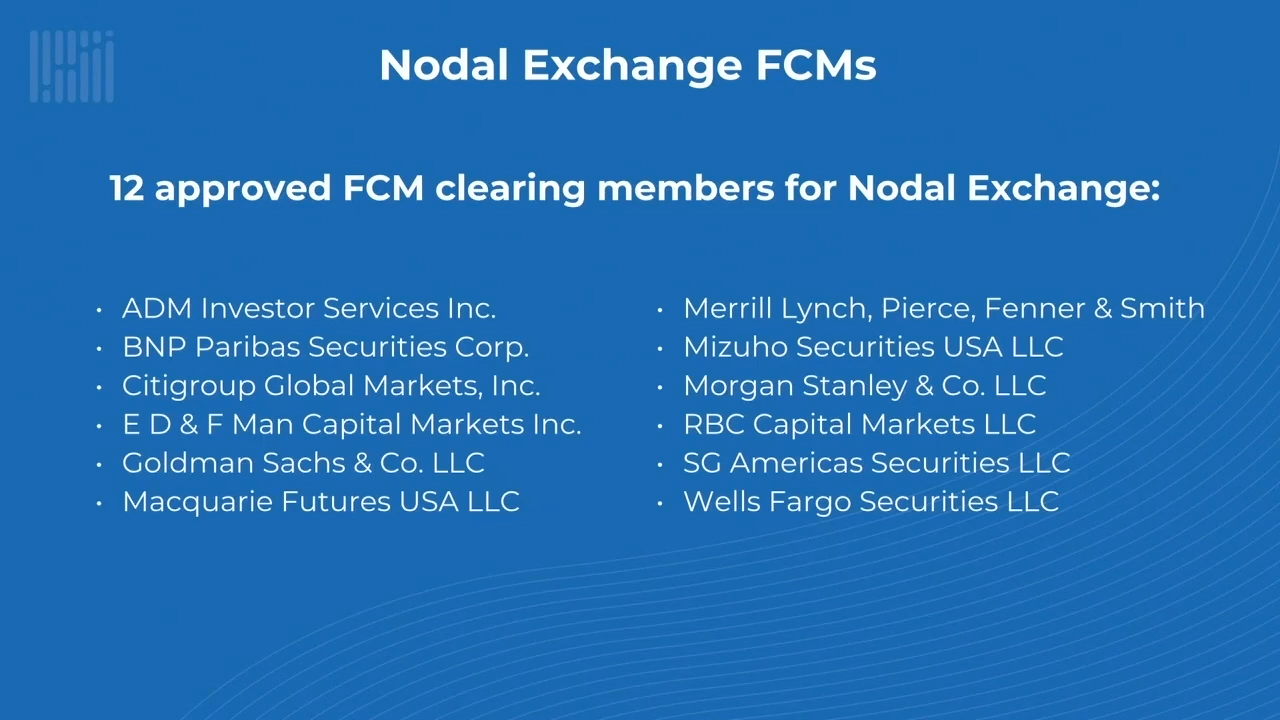 Nodal Exchange FCMs
12 approved FCM clearing members for Nodal Exchange:
• ADM Investor Services Inc.
• BNP Paribas Securities Corp.
• Citigroup Global Markets, Inc.
• E D & F Man Capital Markets Inc.
• Goldman Sachs & Co. LLC
• Macquarie Futures USA LLC
• Merrill Lynch, Pierce, Fenner & Smith
• Mizuho Securities USA LLC
• Morgan Stanley & Co. LLC
• RBC Capital Markets LLC
• SG Americas Securities LLC
• Wells Fargo Securities LLC